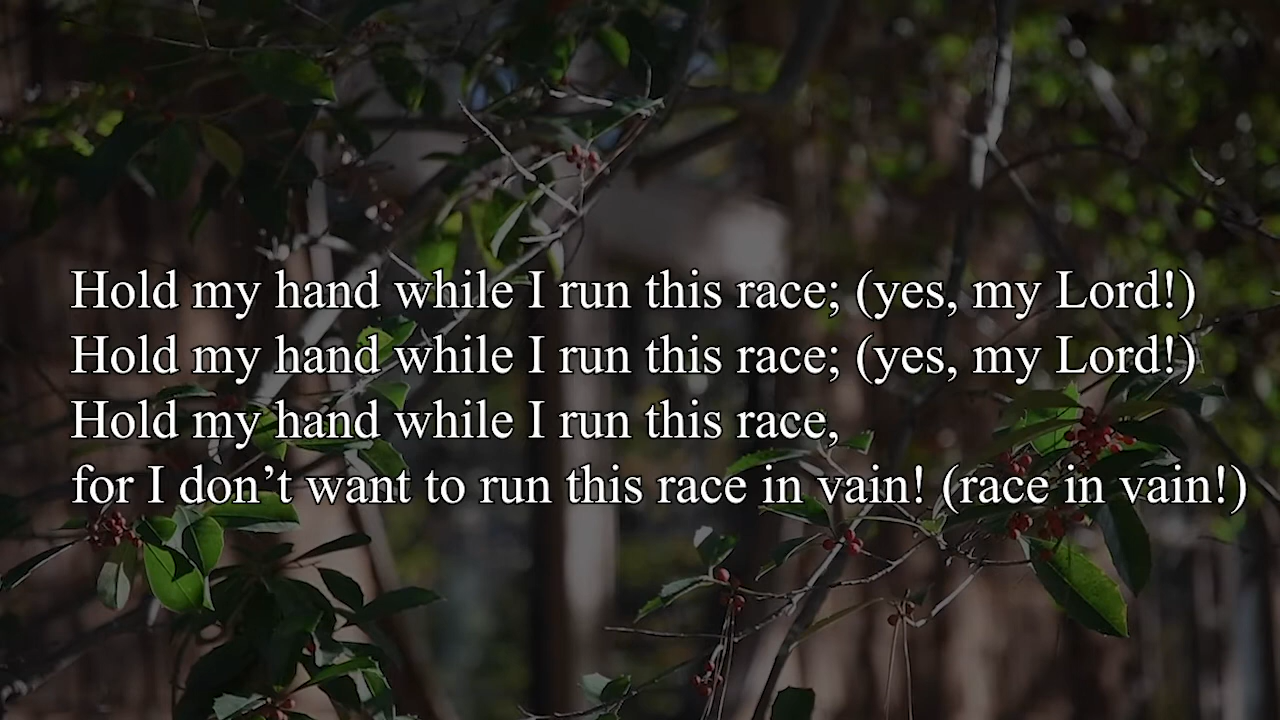 Hold my hand while I run this race; (yes, my Lord!)
Hold my hand while I run this race; (yes, my Lord!)
Hold my hand while I run this race,
for I don’t want to run this race in vain! (race in vain!)